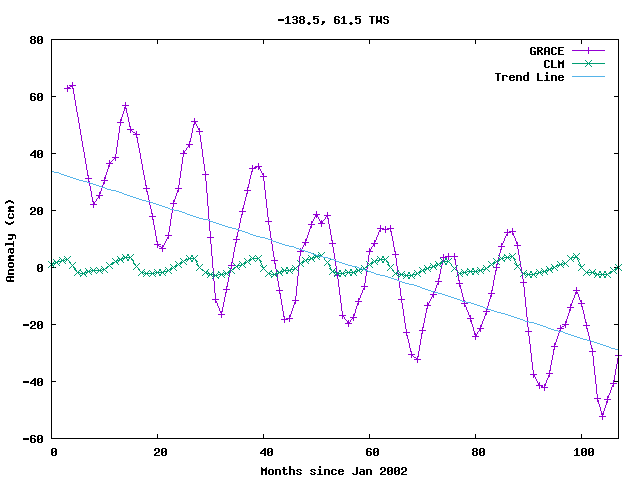 -138.5, 61.5 TWS
GRACE
CLM
Trend Line
80
60
40
20
0
-20
-40
-60
Anomaly (cm)
0 20 40 60 80 100
Months since Jan 2002